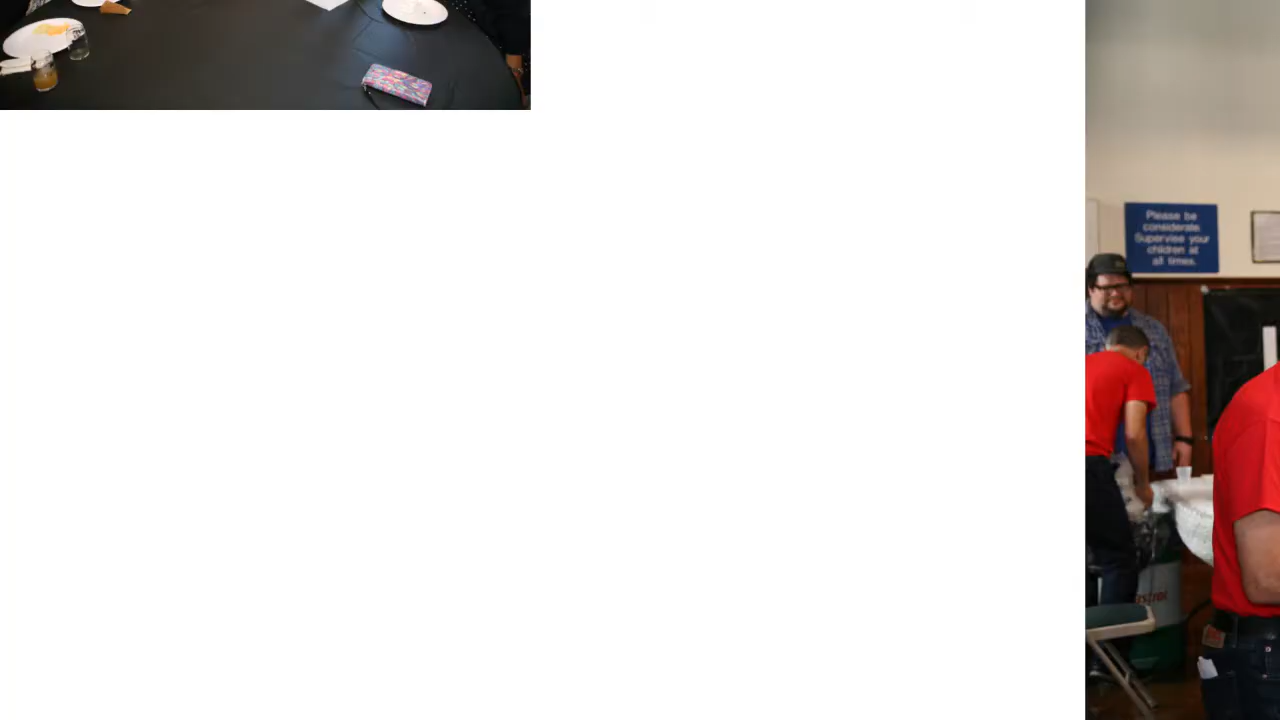 Please be
considerate.
Supervise your
children at
all times.